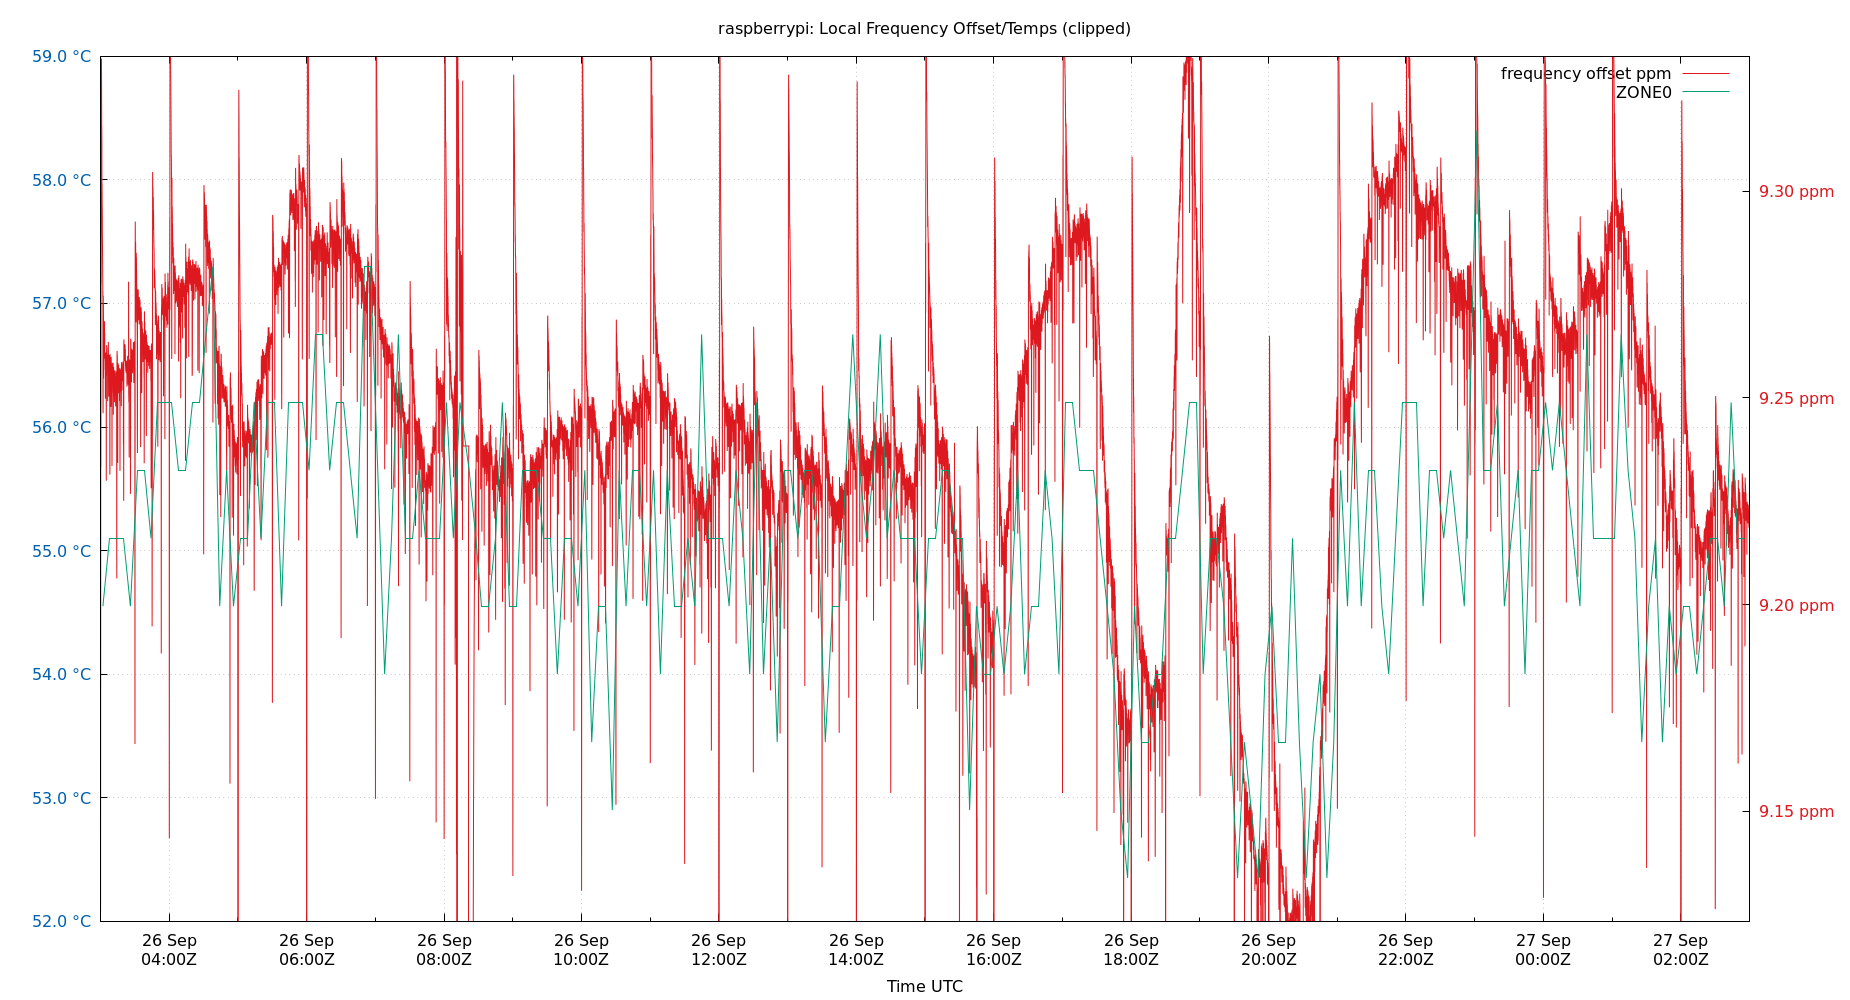 raspberrypi: Local Frequency Offset/Temps (clipped)
59.0 °C
58.0 °C
57.0 °C
56.0 °C
55.0 °C
54.0 °C
53.0 °C
52.0 °C
frequency offset ppm
ZONE0
9.30 ppm
9.25 ppm
9.20 ppm
9.15 ppm
26 Sep 26 Sep 26 Sep 26 Sep 26 Sep 26 Sep 26 Sep 26 Sep 26 Sep 26 Sep 27 Sep 27 Sep
04:00Z 06:00Z 08:00Z 10:00Z 12:00Z 14:00Z 16:00Z 18:00Z 20:00Z 22:00Z 00:00Z 02:00Z
Time UTC